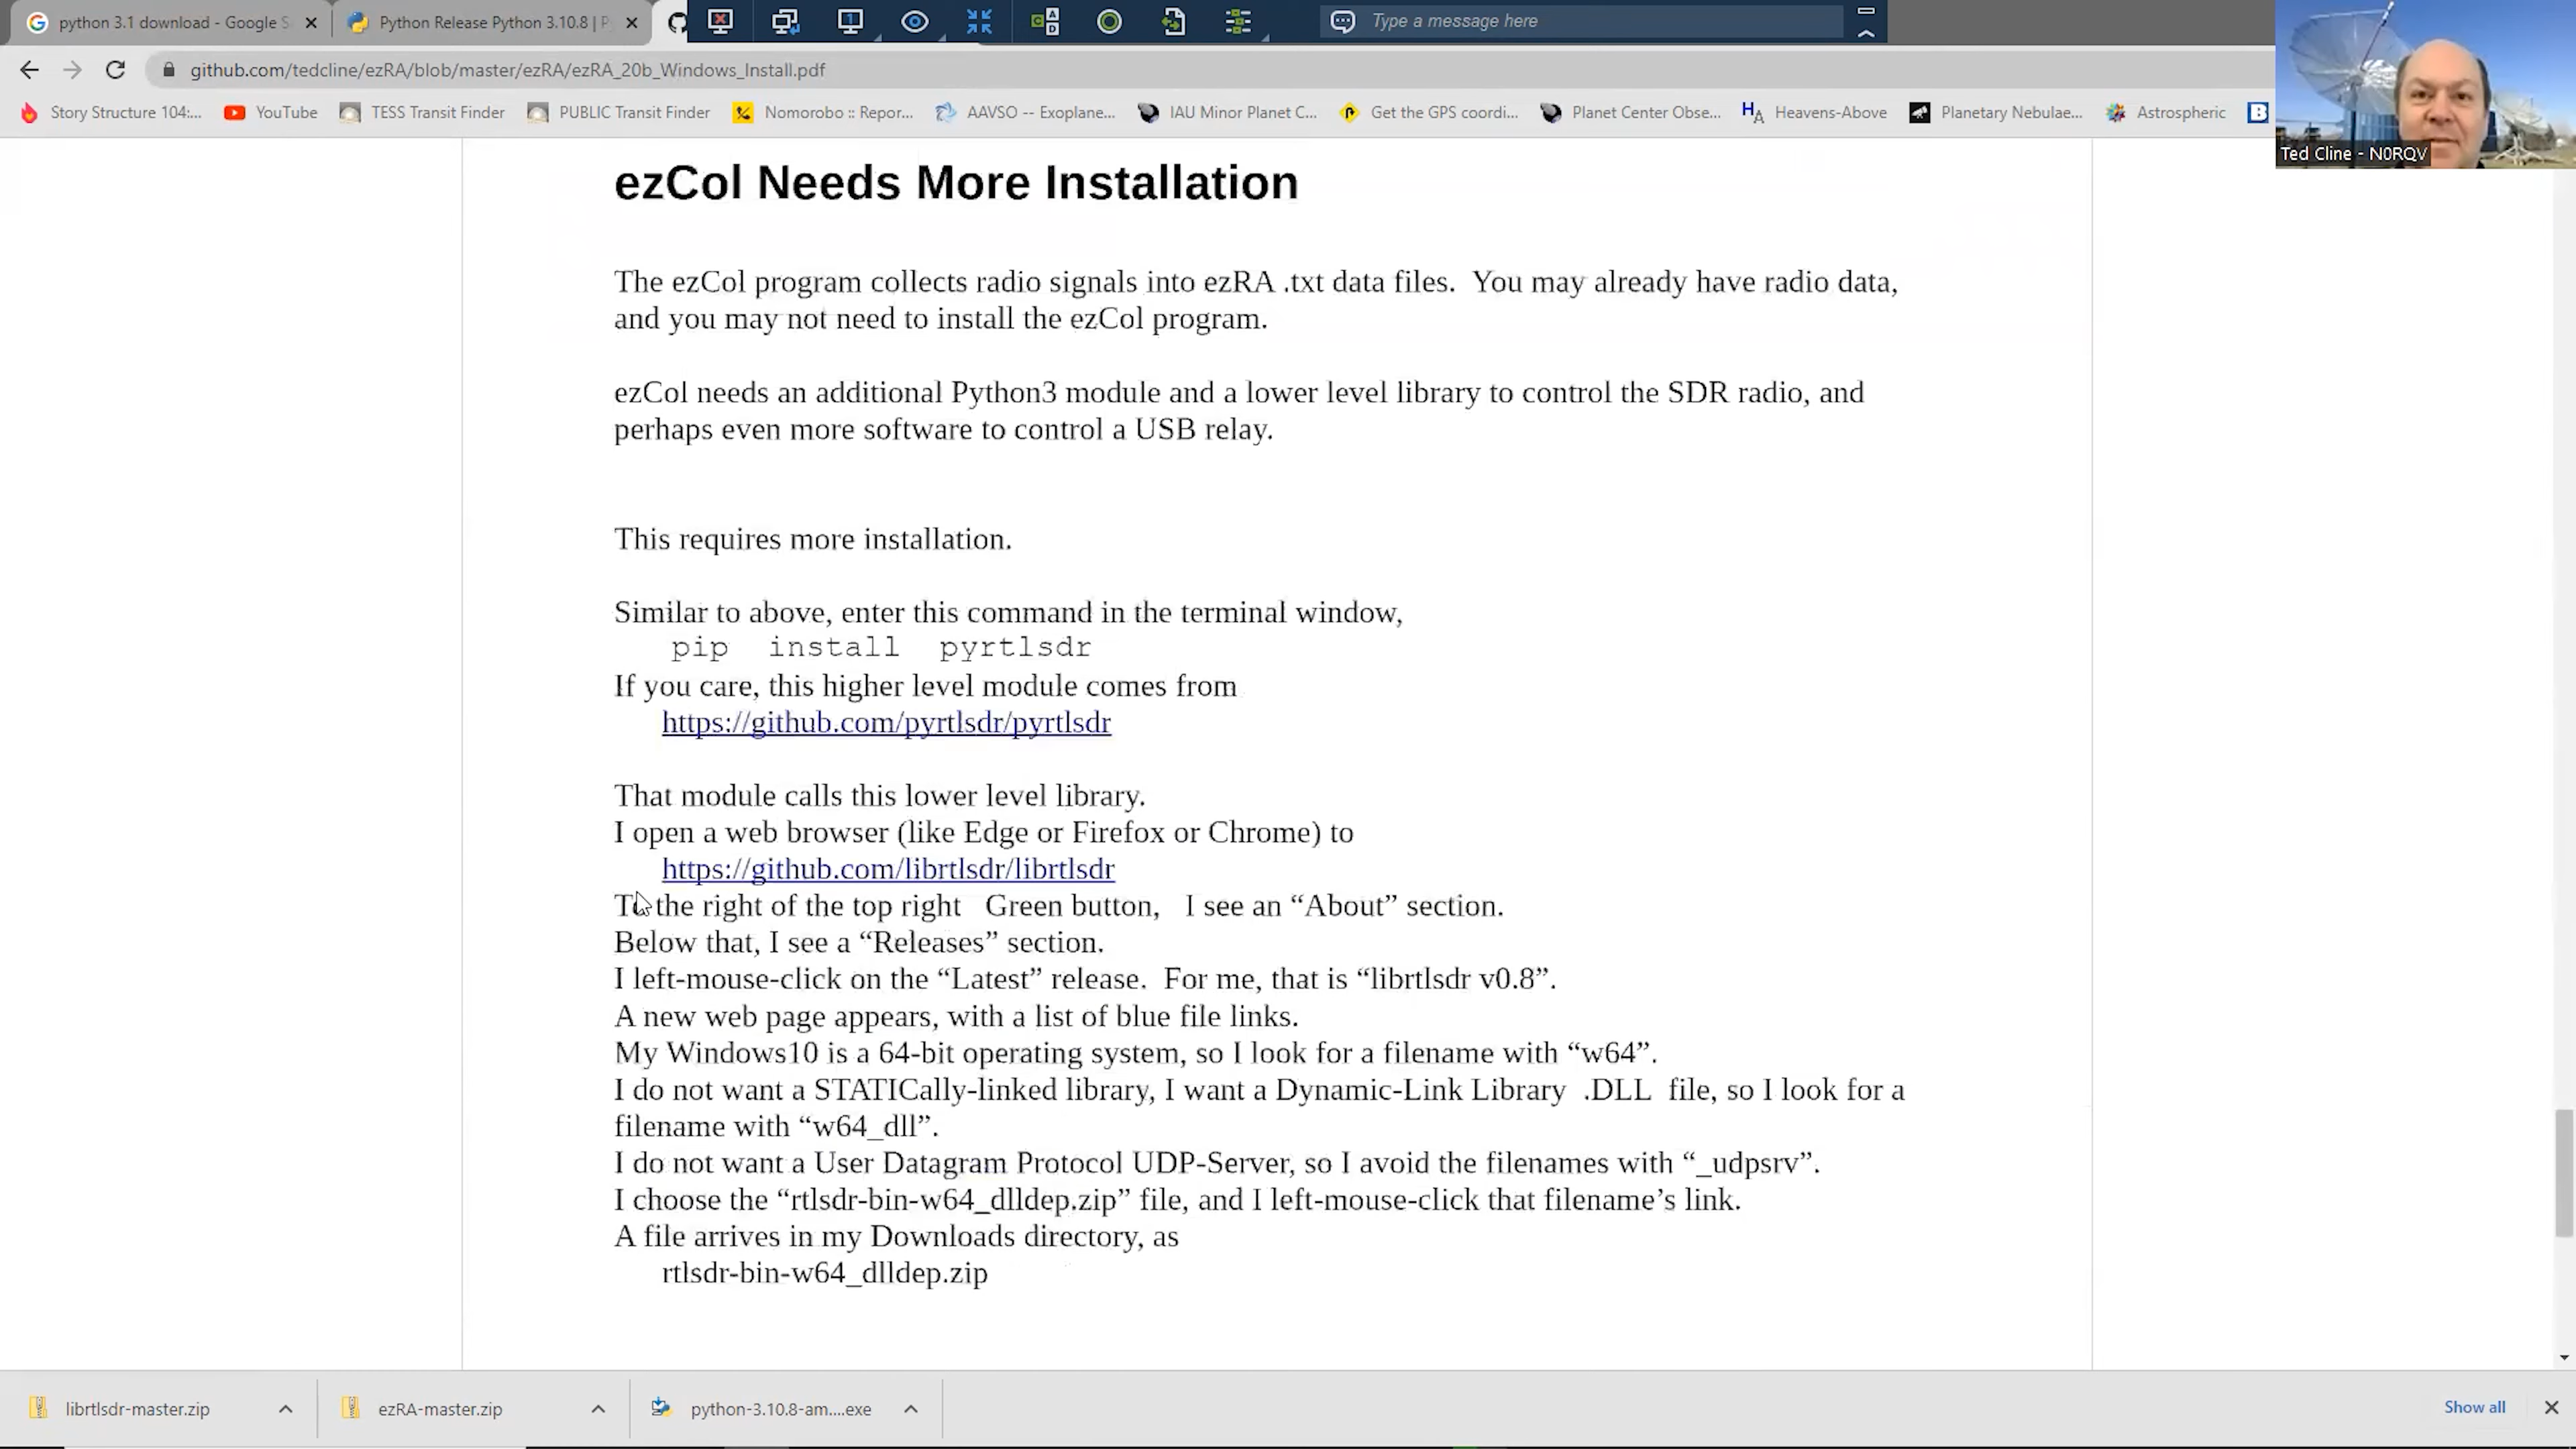 python 3.1 download - Google S
Python Release Python 3.10.8 | P
Type a message here
github.com/tedcline/ezRA/blob/master/ezRA/ezRA_20b_Windows_Install.pdf
Story Structure 104:...
YouTube
TESS Transit Finder
PUBLIC Transit Finder
Nomorobo :: Repor...
AAVSO -- Exoplane...
IAU Minor Planet C...
Get the GPS coordi...
Planet Center Obse...
Heavens-Above
Planetary Nebulae...
Astrospheric
Ted Cline - N0RQV
ezCol Needs More Installation
The ezCol program collects radio signals into ezRA .txt data files.  You may already have radio data,
and you may not need to install the ezCol program.
ezCol needs an additional Python3 module and a lower level library to control the SDR radio, and
perhaps even more software to control a USB relay.
This requires more installation.
Similar to above, enter this command in the terminal window,
pip  install  pyrtlsdr
If you care, this higher level module comes from
https://github.com/pyrtlsdr/pyrtlsdr
That module calls this lower level library.
I open a web browser (like Edge or Firefox or Chrome) to
https://github.com/librtlsdr/librtlsdr
To the right of the top right   Green button,   I see an “About” section.
Below that, I see a “Releases” section.
I left-mouse-click on the “Latest” release.  For me, that is “librtlsdr v0.8”.
A new web page appears, with a list of blue file links.
My Windows10 is a 64-bit operating system, so I look for a filename with “w64”.
I do not want a STATICally-linked library, I want a Dynamic-Link Library  .DLL  file, so I look for a
filename with “w64_dll”.
I do not want a User Datagram Protocol UDP-Server, so I avoid the filenames with “_udpsrv”.
I choose the “rtlsdr-bin-w64_dlldep.zip” file, and I left-mouse-click that filename’s link.
A file arrives in my Downloads directory, as
rtlsdr-bin-w64_dlldep.zip
librtlsdr-master.zip
ezRA-master.zip
python-3.10.8-am....exe
Show all